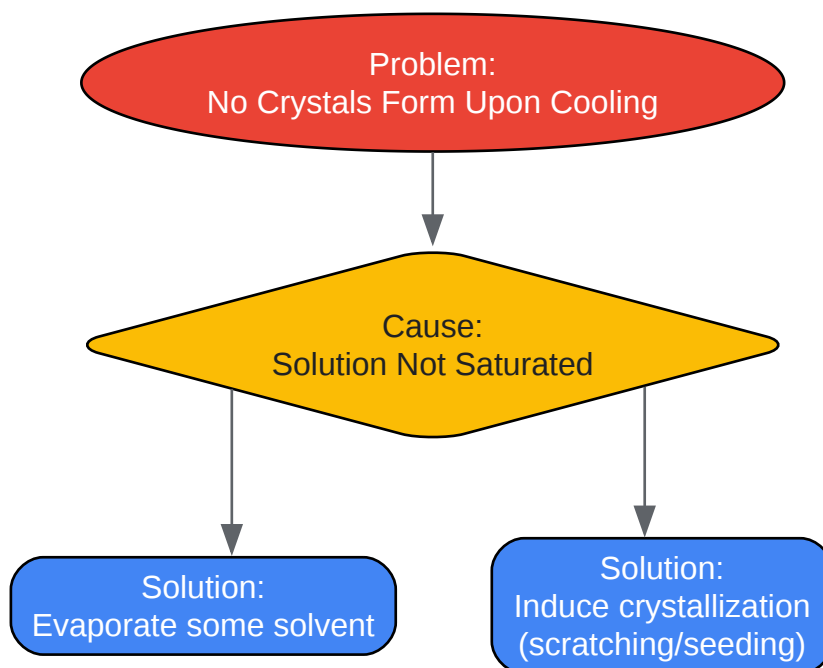 Problem:
No Crystals Form Upon Cooling
Cause:
Solution Not Saturated
Solution:
Evaporate some solvent
Solution:
Induce crystallization
(scratching/seeding)